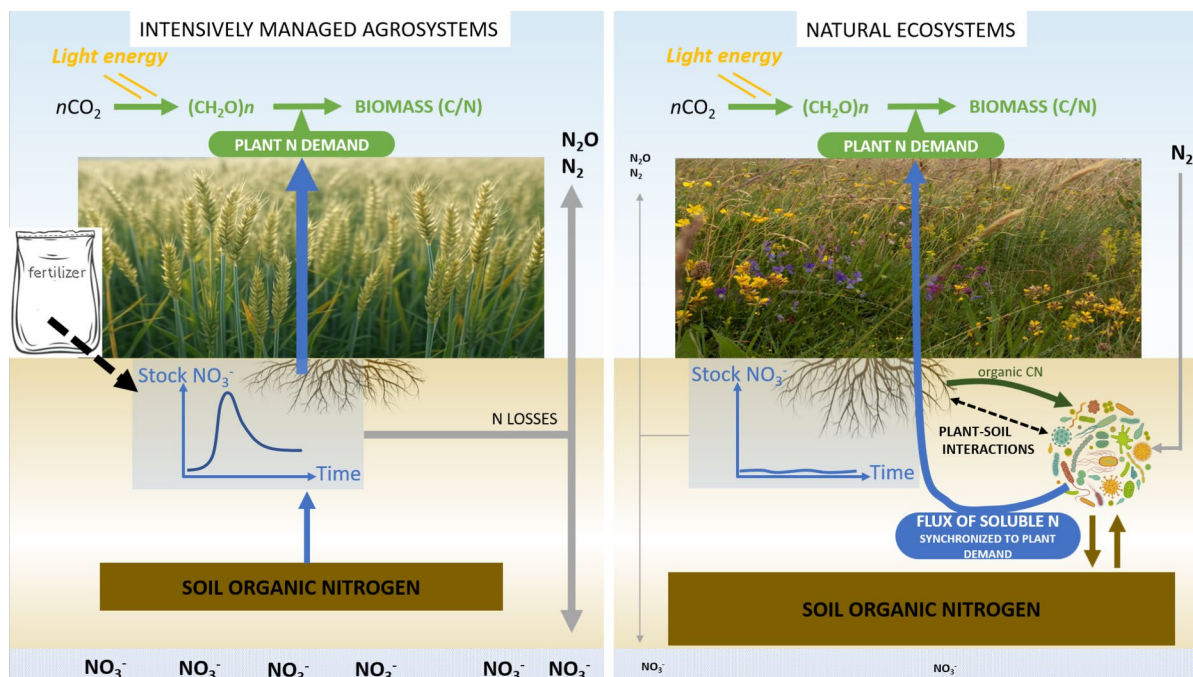 INTENSIVELY MANAGED AGROSYSTEMS
Light energy
nCO₂ (CH₂O)n BIOMASS (C/N)
PLANT N DEMAND
N₂O
N₂
fertilizer
Stock NO₃⁻
Time
N LOSSES
SOIL ORGANIC NITROGEN
NO₃⁻ NO₃⁻ NO₃⁻ NO₃⁻ NO₃⁻ NO₃⁻
NATURAL ECOSYSTEMS
Light energy
nCO₂ (CH₂O)n BIOMASS (C/N)
PLANT N DEMAND
N₂O
N₂
N₂
Stock NO₃⁻
Time
organic CN
PLANT-SOIL
INTERACTIONS
FLUX OF SOLUBLE N
SYNCHRONIZED TO PLANT
DEMAND
SOIL ORGANIC NITROGEN
NO₃⁻ NO₃⁻